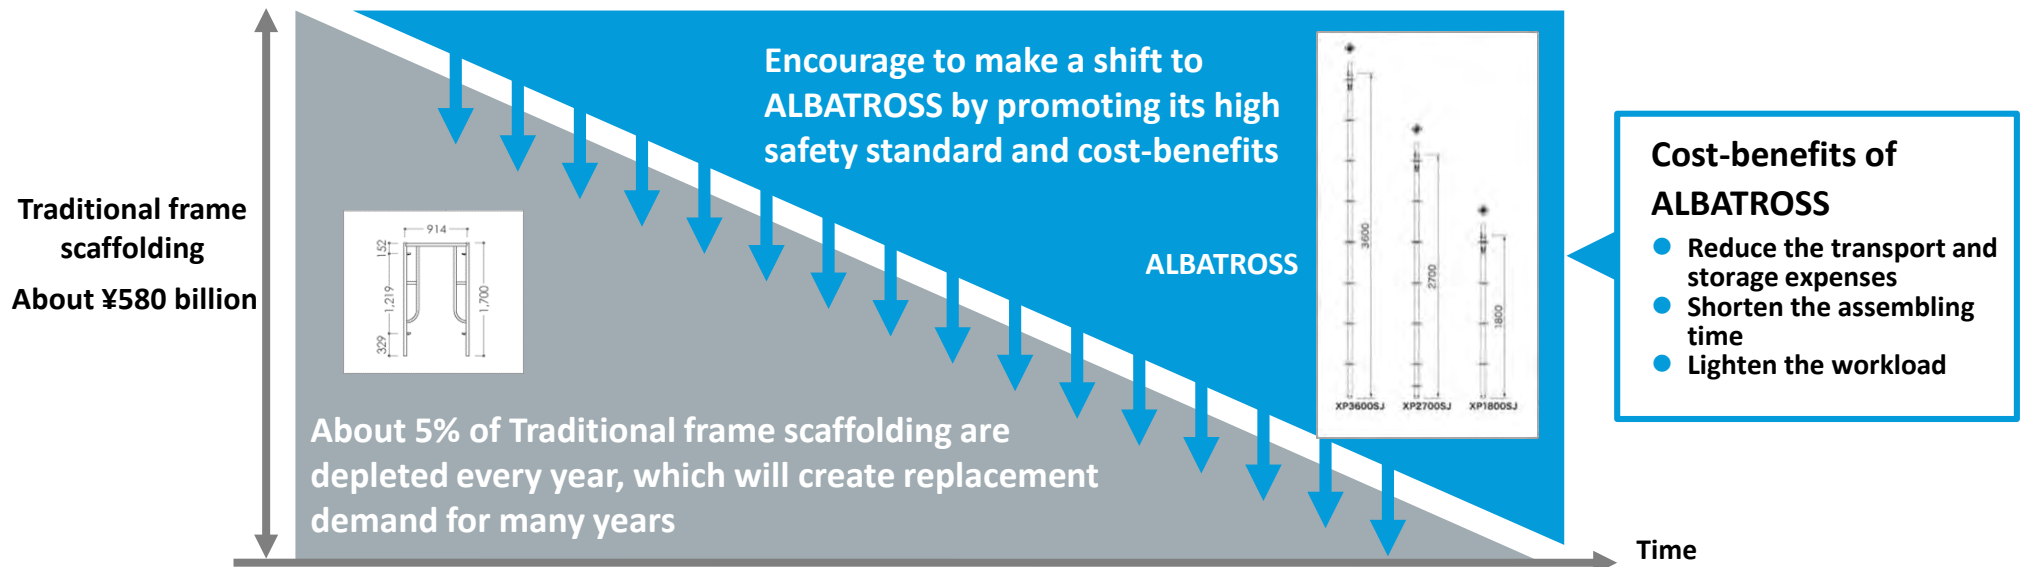 Traditional frame
scaffolding
About ¥580 billion
914
152
1,219
1,700
329
About 5% of Traditional frame scaffolding are
depleted every year, which will create replacement
demand for many years
Encourage to make a shift to
ALBATROSS by promoting its high
safety standard and cost-benefits
ALBATROSS
3600
2700
1800
XP3600SJ XP2700SJ XP1800SJ
Cost-benefits of
ALBATROSS
● Reduce the transport and
storage expenses
● Shorten the assembling
time
● Lighten the workload
Time